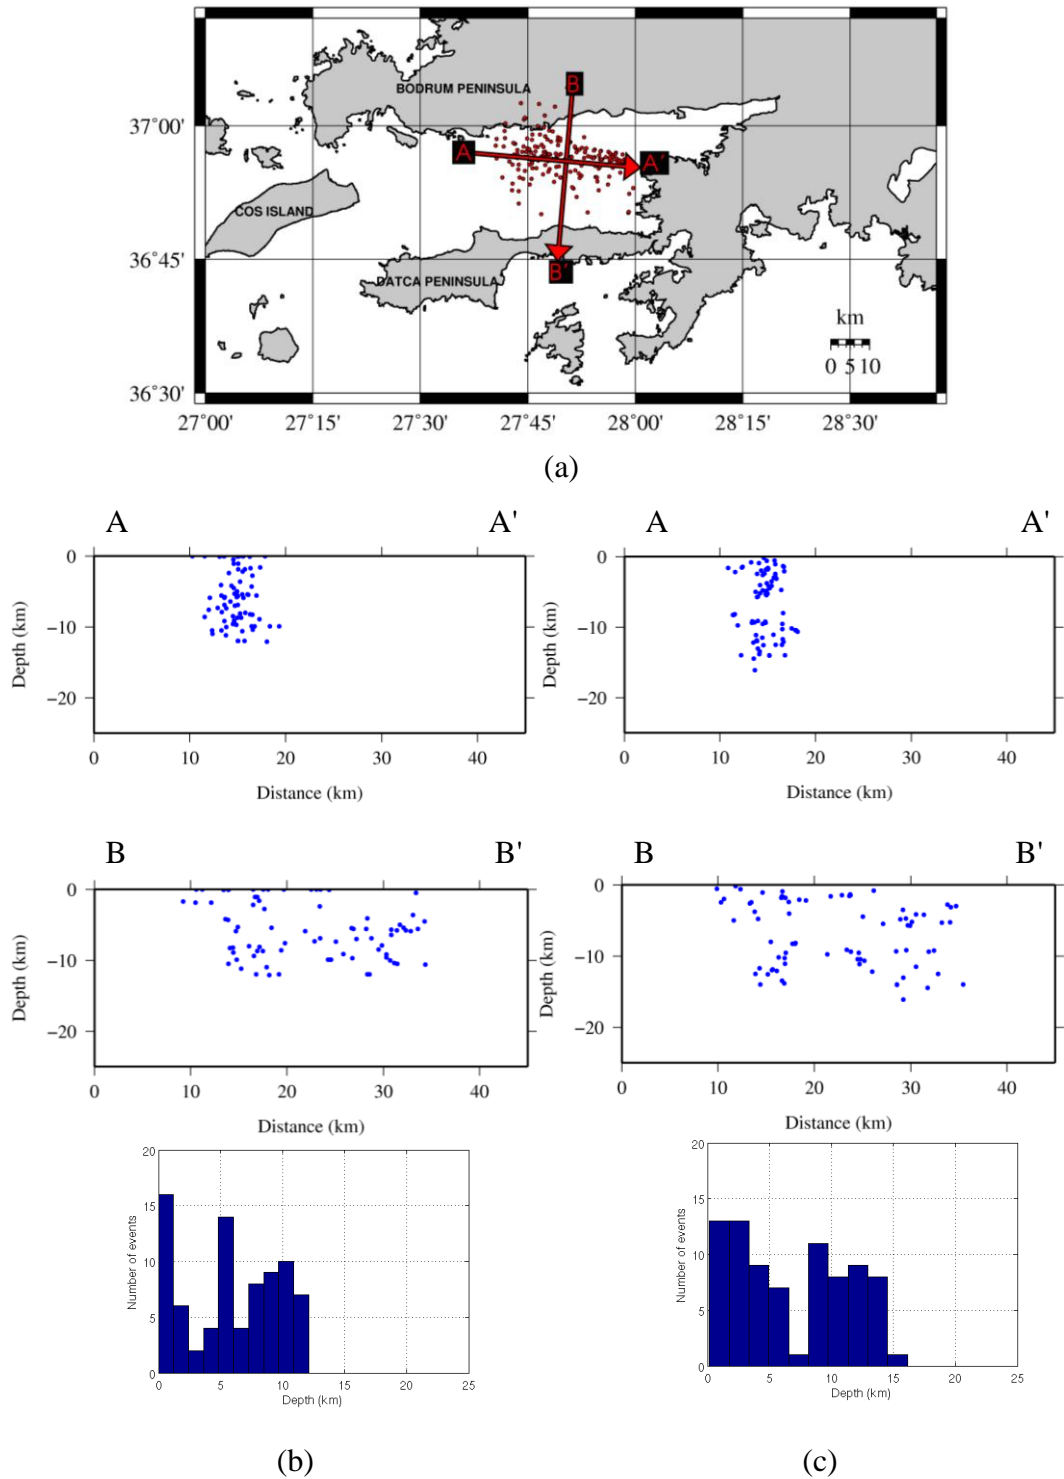 BODRUM PENINSULA
B
37°00'
A
A'
COS ISLAND
36°45'
DATCA PENINSULA
B'
km
0 5 10
36°30'
27°00' 27°15' 27°30' 27°45' 28°00' 28°15' 28°30'
(a)
A A' A A'
0
−10
−20
Depth (km)
0 10 20 30 40
Distance (km)
0
−10
−20
Depth (km)
0 10 20 30 40
Distance (km)
B B' B B'
0
−10
−20
Depth (km)
0 10 20 30 40
Distance (km)
0
−10
−20
Depth (km)
0 10 20 30 40
Distance (km)
20
15
10
5
0
Number of events
0 5 10 15 20 25
Depth (km)
20
15
10
5
0
Number of events
0 5 10 15 20 25
Depth (km)
(b) (c)